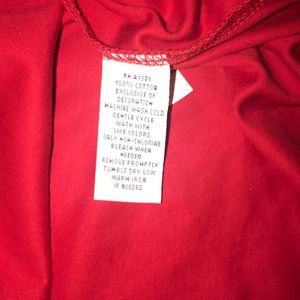 100% COTTON
EXCLUSIVE OF
DECORATION
MACHINE WASH COLD
GENTLE CYCLE
WASH WITH
LIKE COLORS
ONLY NON-CHLORINE
BLEACH WHEN
NEEDED
REMOVE PROMPTLY
TUMBLE DRY LOW
WARM IRON
IF NEEDED